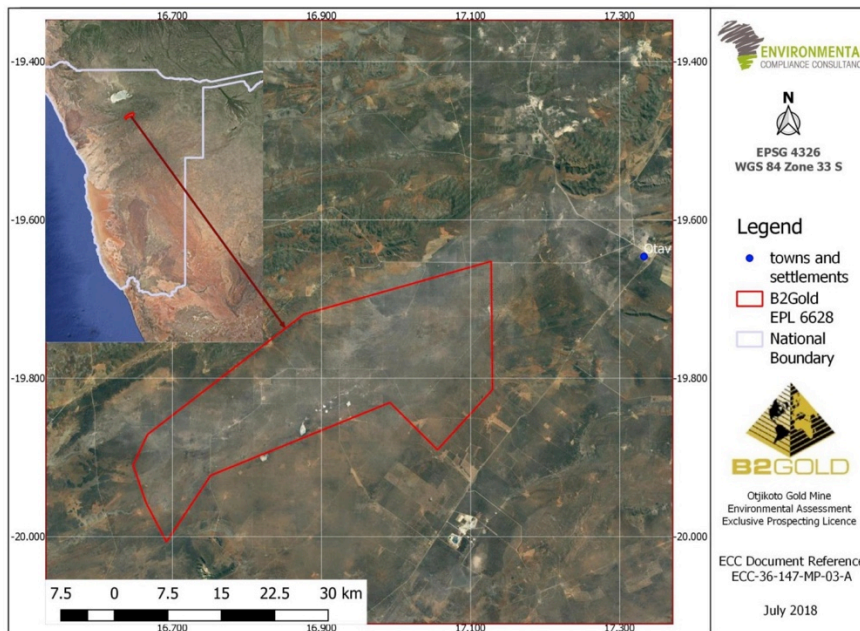 16.700 16.900 17.100 17.300
-19.400
-19.600
-19.800
-20.000
Otav
7.5 0 7.5 15 22.5 30 km
16.700 16.900 17.100 17.300
-19.400
-19.600
-19.800
-20.000
ENVIRONMENTA
COMPLIANCE CONSULTANC
N
EPSG 4326
WGS 84 Zone 33 S
Legend
towns and
settlements
B2Gold
EPL 6628
National
Boundary
B2GOLD
Otjikoto Gold Mine
Environmental Assessment
Exclusive Prospecting Licence
ECC Document Reference
ECC-36-147-MP-03-A
July 2018